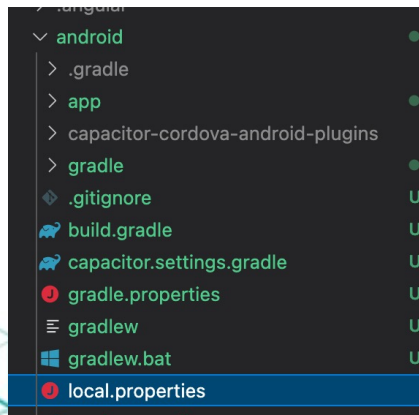 .angular
android
.gradle
app
capacitor-cordova-android-plugins
gradle
.gitignore U
build.gradle U
capacitor.settings.gradle U
gradle.properties U
gradlew U
gradlew.bat U
local.properties